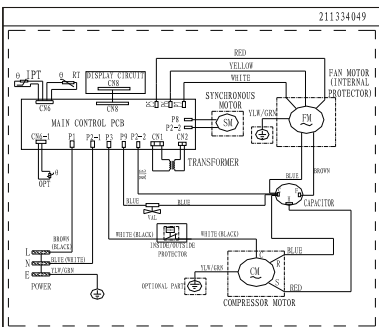 211334049
RED
YELLOW
WHITE
IPT
θ
θ
RT
DISPLAY CIRCUIT
CN8
CN6
CN8
MAIN CONTROL PCB
SYNCHRONOUS
MOTOR
P8
P2-2
SM
FAN MOTOR
(INTERNAL
PROTECTOR)
YLW/GRN
FM
CN6-1
P1
P2-1
P3
P9
P2-2
CN1
CN2
TRANSFORMER
θ
OPT
BLUE
BROWN
BLUE
BLUE
VAL
CAPACITOR
WHITE (BLACK)
WHITE (BLACK)
INSIDE/OUTSIDE
PROTECTOR
BROWN
(BLACK)
L
BLUE (WHITE)
N
YLW/GRN
E
POWER
YLW/GRN
OPTIONAL PART
C
CM
R
S
BLUE
RED
COMPRESSOR MOTOR